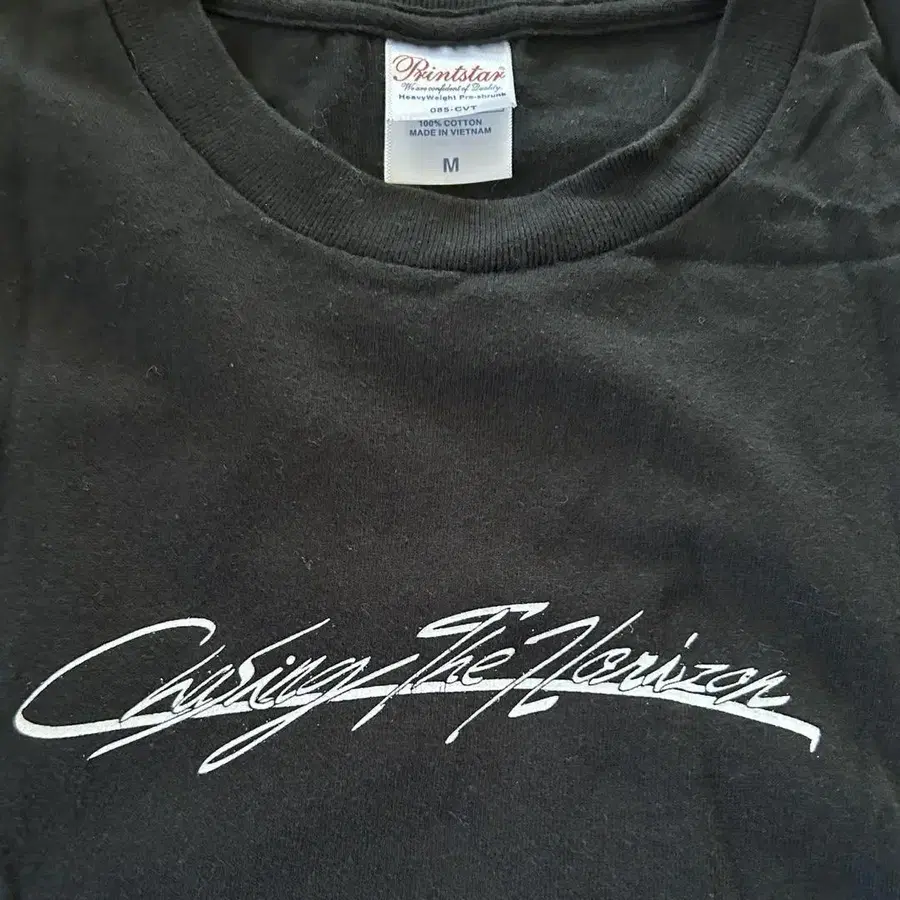 Printstar
We are confident of Quality.
HeavyWeight Pre-shrunk
085-CVT
100% COTTON
MADE IN VIETNAM
M
Chasing The Horizon